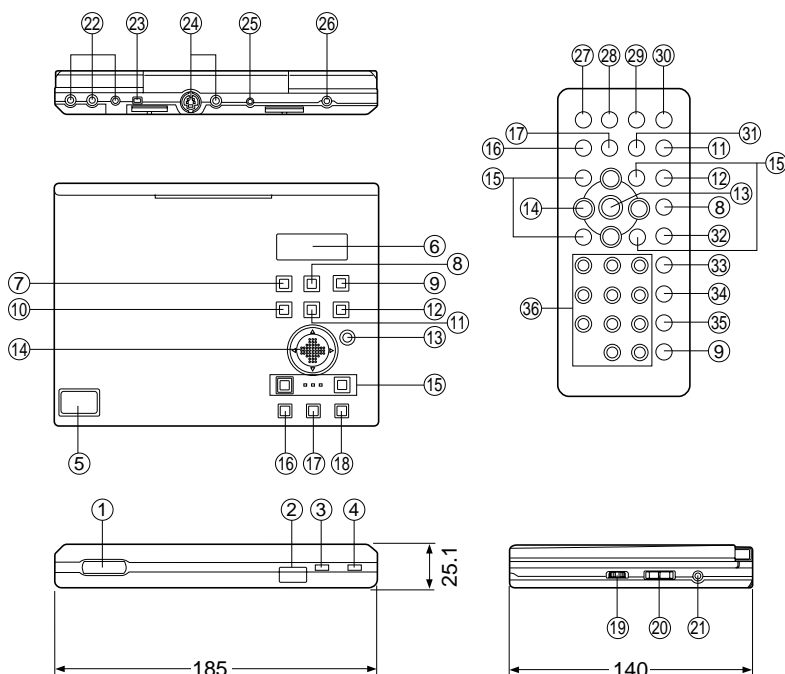 ㉒ ㉓ ㉔ ㉕ ㉖
㉗ ㉘ ㉙ ㉚
⑰ ㉛
⑯ ⑪
⑮ ⑫ ⑮
⑭ ⑬
⑧
㉜
㉝
㊱ ㉞
㉟
⑨
⑥
⑦ ⑧ ⑨
⑩ ⑪ ⑫
⑭ ⑬
⑮
⑤ ⑯ ⑰ ⑱
① ② ③ ④
25.1
185
⑲ ⑳ ㉑
140